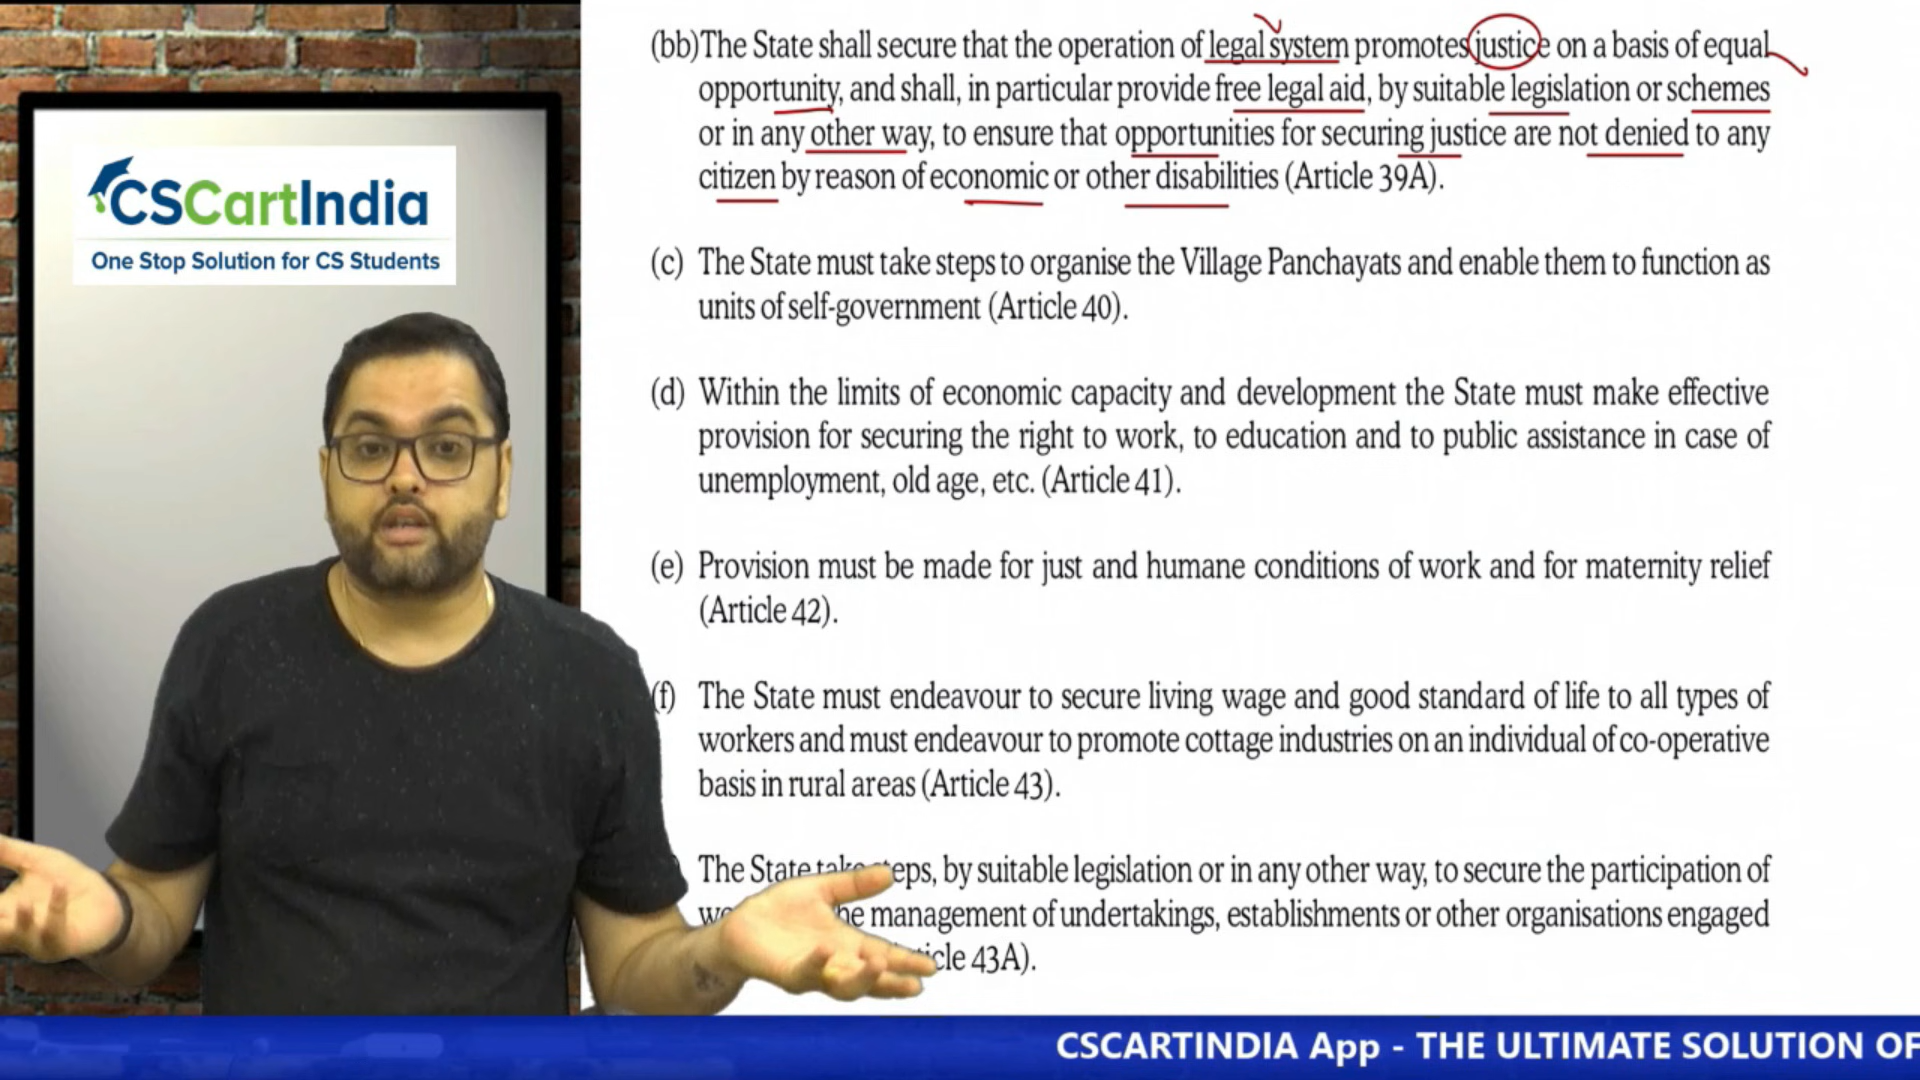 CSCartIndia
One Stop Solution for CS Students
(bb)The State shall secure that the operation of legal system promotes justice on a basis of equal
opportunity, and shall, in particular provide free legal aid, by suitable legislation or schemes
or in any other way, to ensure that opportunities for securing justice are not denied to any
citizen by reason of economic or other disabilities (Article 39A).
(c) The State must take steps to organise the Village Panchayats and enable them to function as
units of self-government (Article 40).
(d) Within the limits of economic capacity and development the State must make effective
provision for securing the right to work, to education and to public assistance in case of
unemployment, old age, etc. (Article 41).
(e) Provision must be made for just and humane conditions of work and for maternity relief
(Article 42).
(f) The State must endeavour to secure living wage and good standard of life to all types of
workers and must endeavour to promote cottage industries on an individual of co-operative
basis in rural areas (Article 43).
The State take steps, by suitable legislation or in any other way, to secure the participation of
management of undertakings, establishments or other organisations engaged
43A).
CSCARTINDIA App - THE ULTIMATE SOLUTION OF